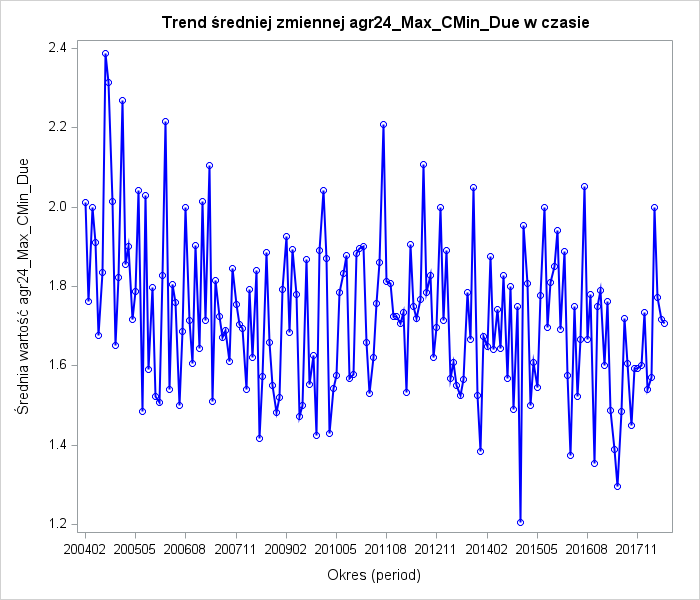 Trend średniej zmiennej agr24_Max_CMin_Due w czasie
Średnia wartość agr24_Max_CMin_Due
2.4
2.2
2.0
1.8
1.6
1.4
1.2
200402 200505 200608 200711 200902 201005 201108 201211 201402 201505 201608 201711
Okres (period)